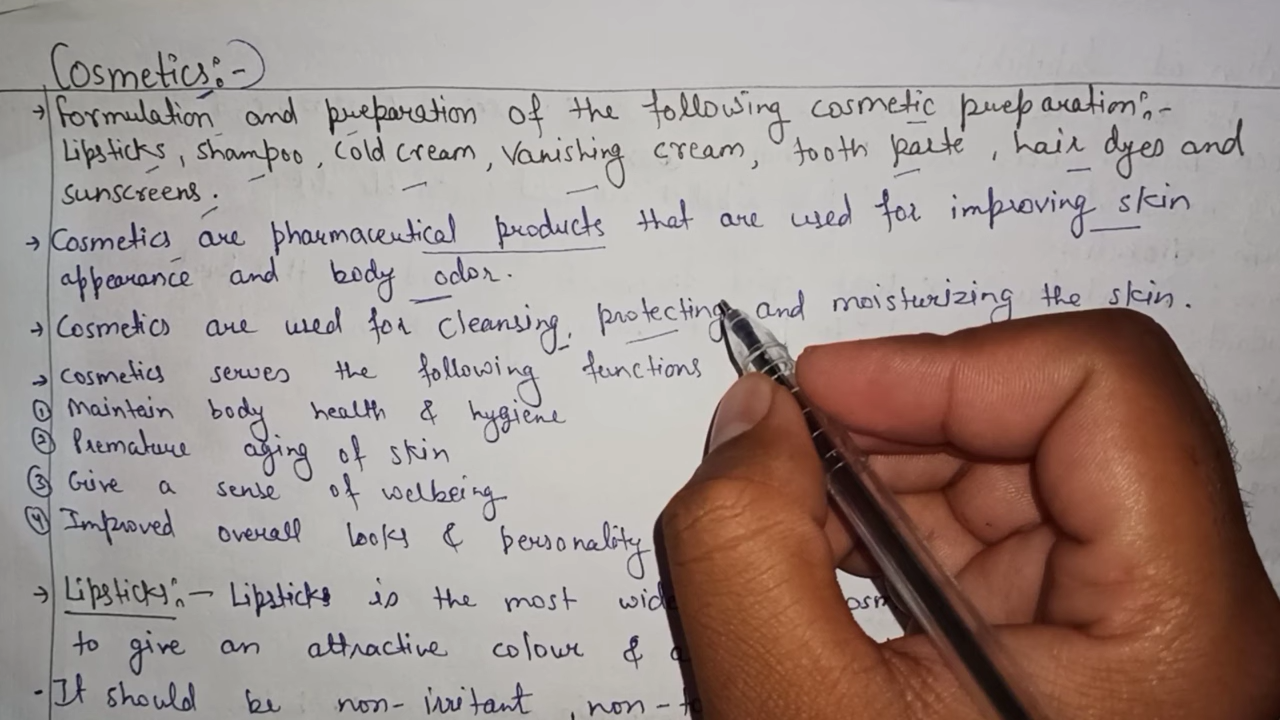 Cosmetics:-
→ Formulation and preparation of the following cosmetic preparation:-
Lipsticks, shampoo, cold cream, vanishing cream, tooth paste, hair dyes and
sunscreens.
→ Cosmetics are pharmaceutical products that are used for improving skin
appearance and body odor.
→ Cosmetics are used for cleansing, protecting and moisturizing the skin.
→ cosmetics serves the following functions
① Maintain body health & hygiene
② Premature aging of skin
③ Give a sense of welbeing
④ Improved overall looks & personality
→ Lipsticks:- Lipsticks is the most
to give an attractive colour &
• It should be non-irritant, non-